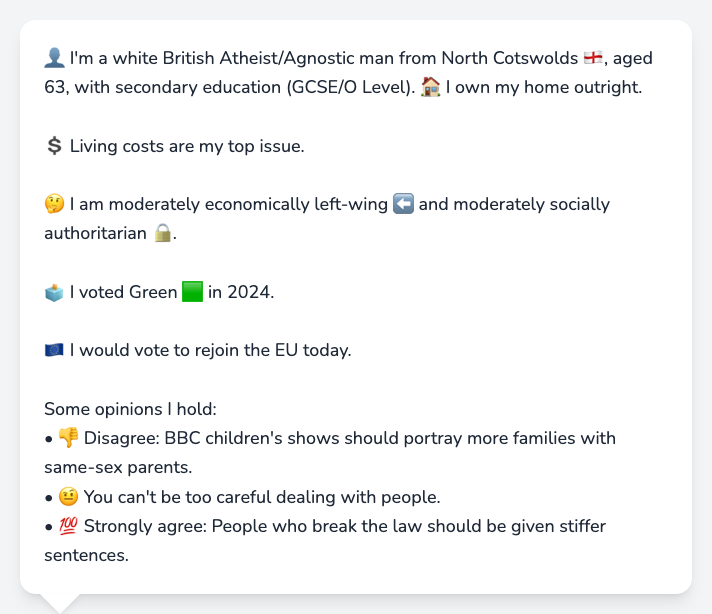 👤 I'm a white British Atheist/Agnostic man from North Cotswolds 🏴󠁧󠁢󠁥󠁮󠁧󠁿, aged
63, with secondary education (GCSE/O Level). 🏠 I own my home outright.
💲 Living costs are my top issue.
🤔 I am moderately economically left-wing ⬅️ and moderately socially
authoritarian 🔒.
🗳️ I voted Green 🟩 in 2024.
🇪🇺 I would vote to rejoin the EU today.
Some opinions I hold:
• 👎 Disagree: BBC children's shows should portray more families with
same-sex parents.
• 🤨 You can't be too careful dealing with people.
• 💯 Strongly agree: People who break the law should be given stiffer
sentences.